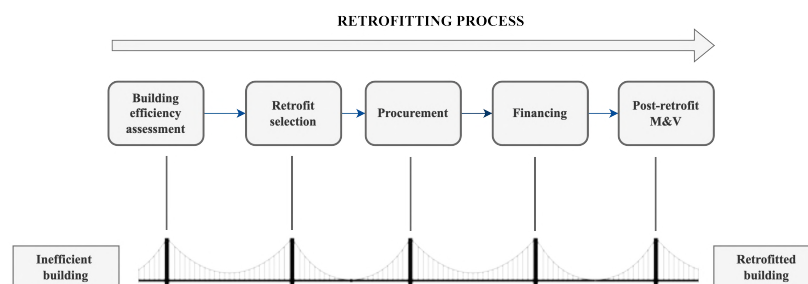 RETROFITTING PROCESS
Building
efficiency
assessment
Retrofit
selection
Procurement
Financing
Post-retrofit
M&V
Inefficient
building
Retrofitted
building